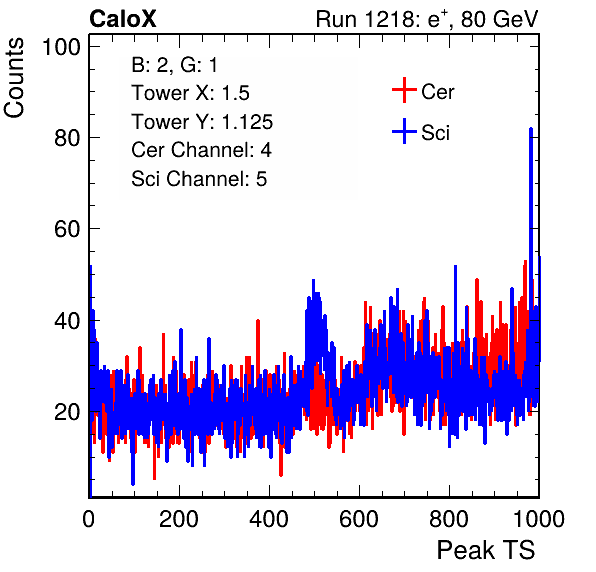 CaloX Run 1218: e+, 80 GeV
Counts
B: 2, G: 1
Tower X: 1.5
Tower Y: 1.125
Cer Channel: 4
Sci Channel: 5
Cer
Sci
100
80
60
40
20
0 200 400 600 800 1000
Peak TS